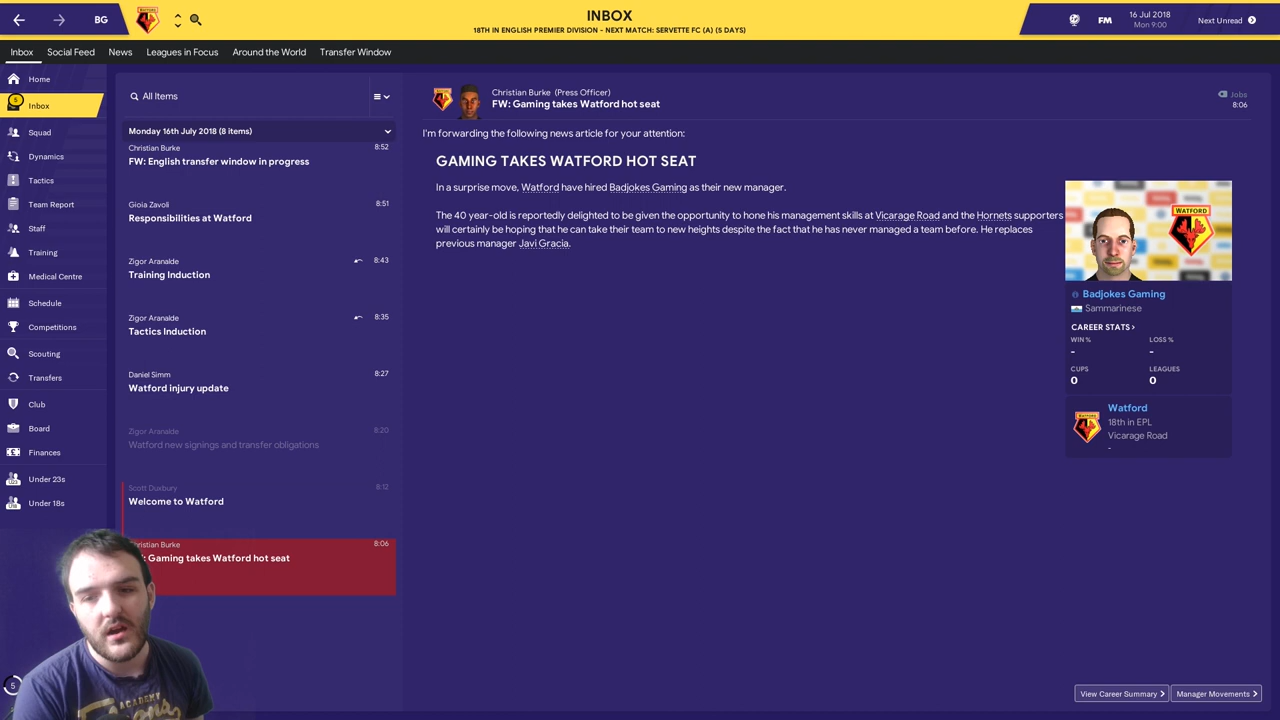 BG
INBOX
18TH IN ENGLISH PREMIER DIVISION - NEXT MATCH: SERVETTE FC (A) (5 DAYS)
FM
16 Jul 2018
Mon 9:00
Next Unread
Inbox
Social Feed
News
Leagues in Focus
Around the World
Transfer Window
Home
5
Inbox
Squad
Dynamics
Tactics
Team Report
Staff
Training
Medical Centre
Schedule
Competitions
Scouting
Transfers
Club
Board
Finances
Under 23s
Under 18s
5
All Items
Monday 16th July 2018 (8 items)
Christian Burke 8:52
FW: English transfer window in progress
Gioia Zavoli 8:51
Responsibilities at Watford
Zigor Aranalde 8:43
Training Induction
Zigor Aranalde 8:35
Tactics Induction
Daniel Simm 8:27
Watford injury update
Zigor Aranalde 8:20
Watford new signings and transfer obligations
Scott Duxbury 8:12
Welcome to Watford
hristian Burke 8:06
: Gaming takes Watford hot seat
Christian Burke (Press Officer)
FW: Gaming takes Watford hot seat
Jobs
8:06
I'm forwarding the following news article for your attention:
GAMING TAKES WATFORD HOT SEAT
In a surprise move, Watford have hired Badjokes Gaming as their new manager.
The 40 year-old is reportedly delighted to be given the opportunity to hone his management skills at Vicarage Road and the Hornets supporters
will certainly be hoping that he can take their team to new heights despite the fact that he has never managed a team before. He replaces
previous manager Javi Gracia.
WATFORD
Badjokes Gaming
Sammarinese
CAREER STATS >
WIN % LOSS %
- -
CUPS LEAGUES
0 0
Watford
18th in EPL
Vicarage Road
-
View Career Summary >
Manager Movements >
ACADEMY